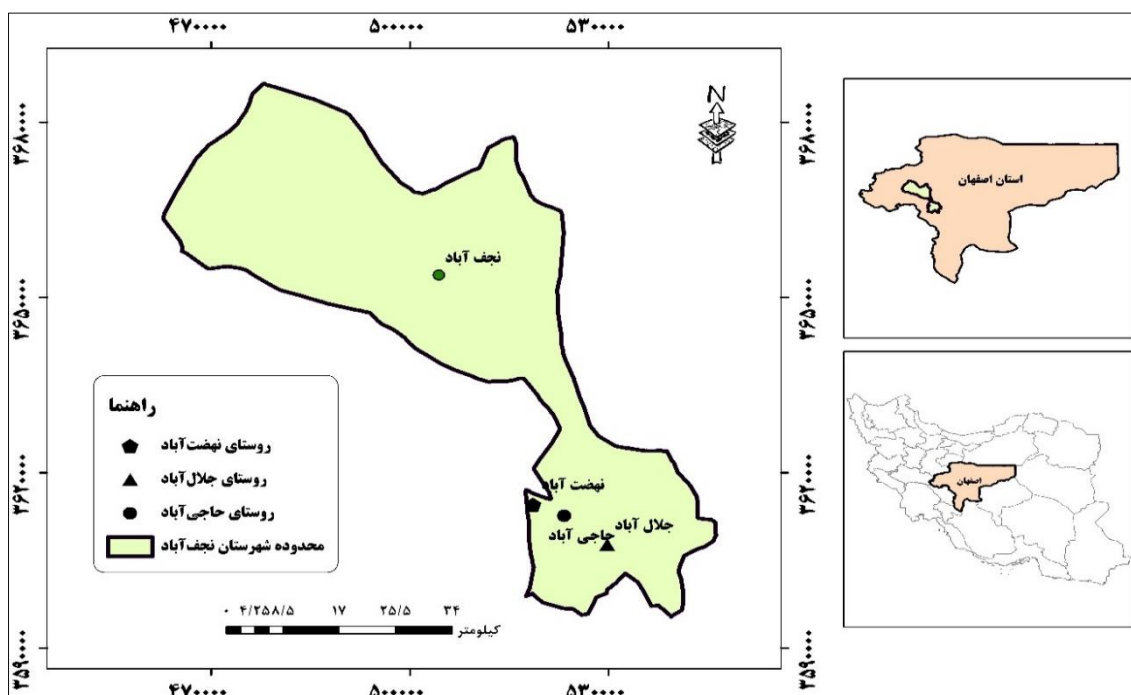 ۴۷۰۰۰۰ ۵۰۰۰۰۰ ۵۳۰۰۰۰
N
۳۶۸۰۰۰۰ ۳۶۸۰۰۰۰
نجف آباد
۳۶۵۰۰۰۰ ۳۶۵۰۰۰۰
راهنما
روستای نهضت‌آباد
روستای جلال‌آباد
روستای حاجی‌آباد
محدوده شهرستان نجف‌آباد
۳۶۲۰۰۰۰ ۳۶۲۰۰۰۰
نهضت آباد
جلال آباد
حاجی آباد
۰ ۴/۲۵۸/۵ ۱۷ ۲۵/۵ ۳۴
کیلومتر
۳۵۹۰۰۰۰ ۳۵۹۰۰۰۰
۴۷۰۰۰۰ ۵۰۰۰۰۰ ۵۳۰۰۰۰
استان اصفهان
اصفهان